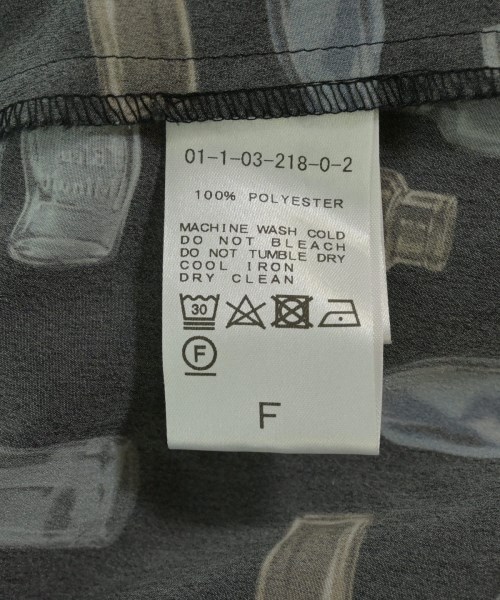 01-1-03-218-0-2
100% POLYESTER
MACHINE WASH COLD
DO NOT BLEACH
DO NOT TUMBLE DRY
COOL IRON
DRY CLEAN
30
F
F